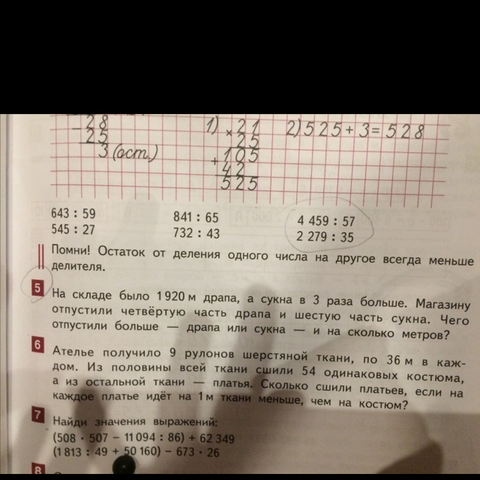 28
1) × 21 2) 525 + 3 = 528
− 25
25
3 (ост.)
+ 105
42
525
643 : 59 841 : 65 4 459 : 57
545 : 27 732 : 43 2 279 : 35
Помни! Остаток от деления одного числа на другое всегда меньше
делителя.
5 На складе было 1 920 м драпа, а сукна в 3 раза больше. Магазину
отпустили четвёртую часть драпа и шестую часть сукна. Чего
отпустили больше — драпа или сукна — и на сколько метров?
6 Ателье получило 9 рулонов шерстяной ткани, по 36 м в каж-
дом. Из половины всей ткани сшили 54 одинаковых костюма,
а из остальной ткани — платья. Сколько сшили платьев, если на
каждое платье идёт на 1 м ткани меньше, чем на костюм?
7 Найди значения выражений:
(508 · 507 − 11 094 : 86) + 62 349
(1 813 : 49 + 50 160) − 673 · 26
8